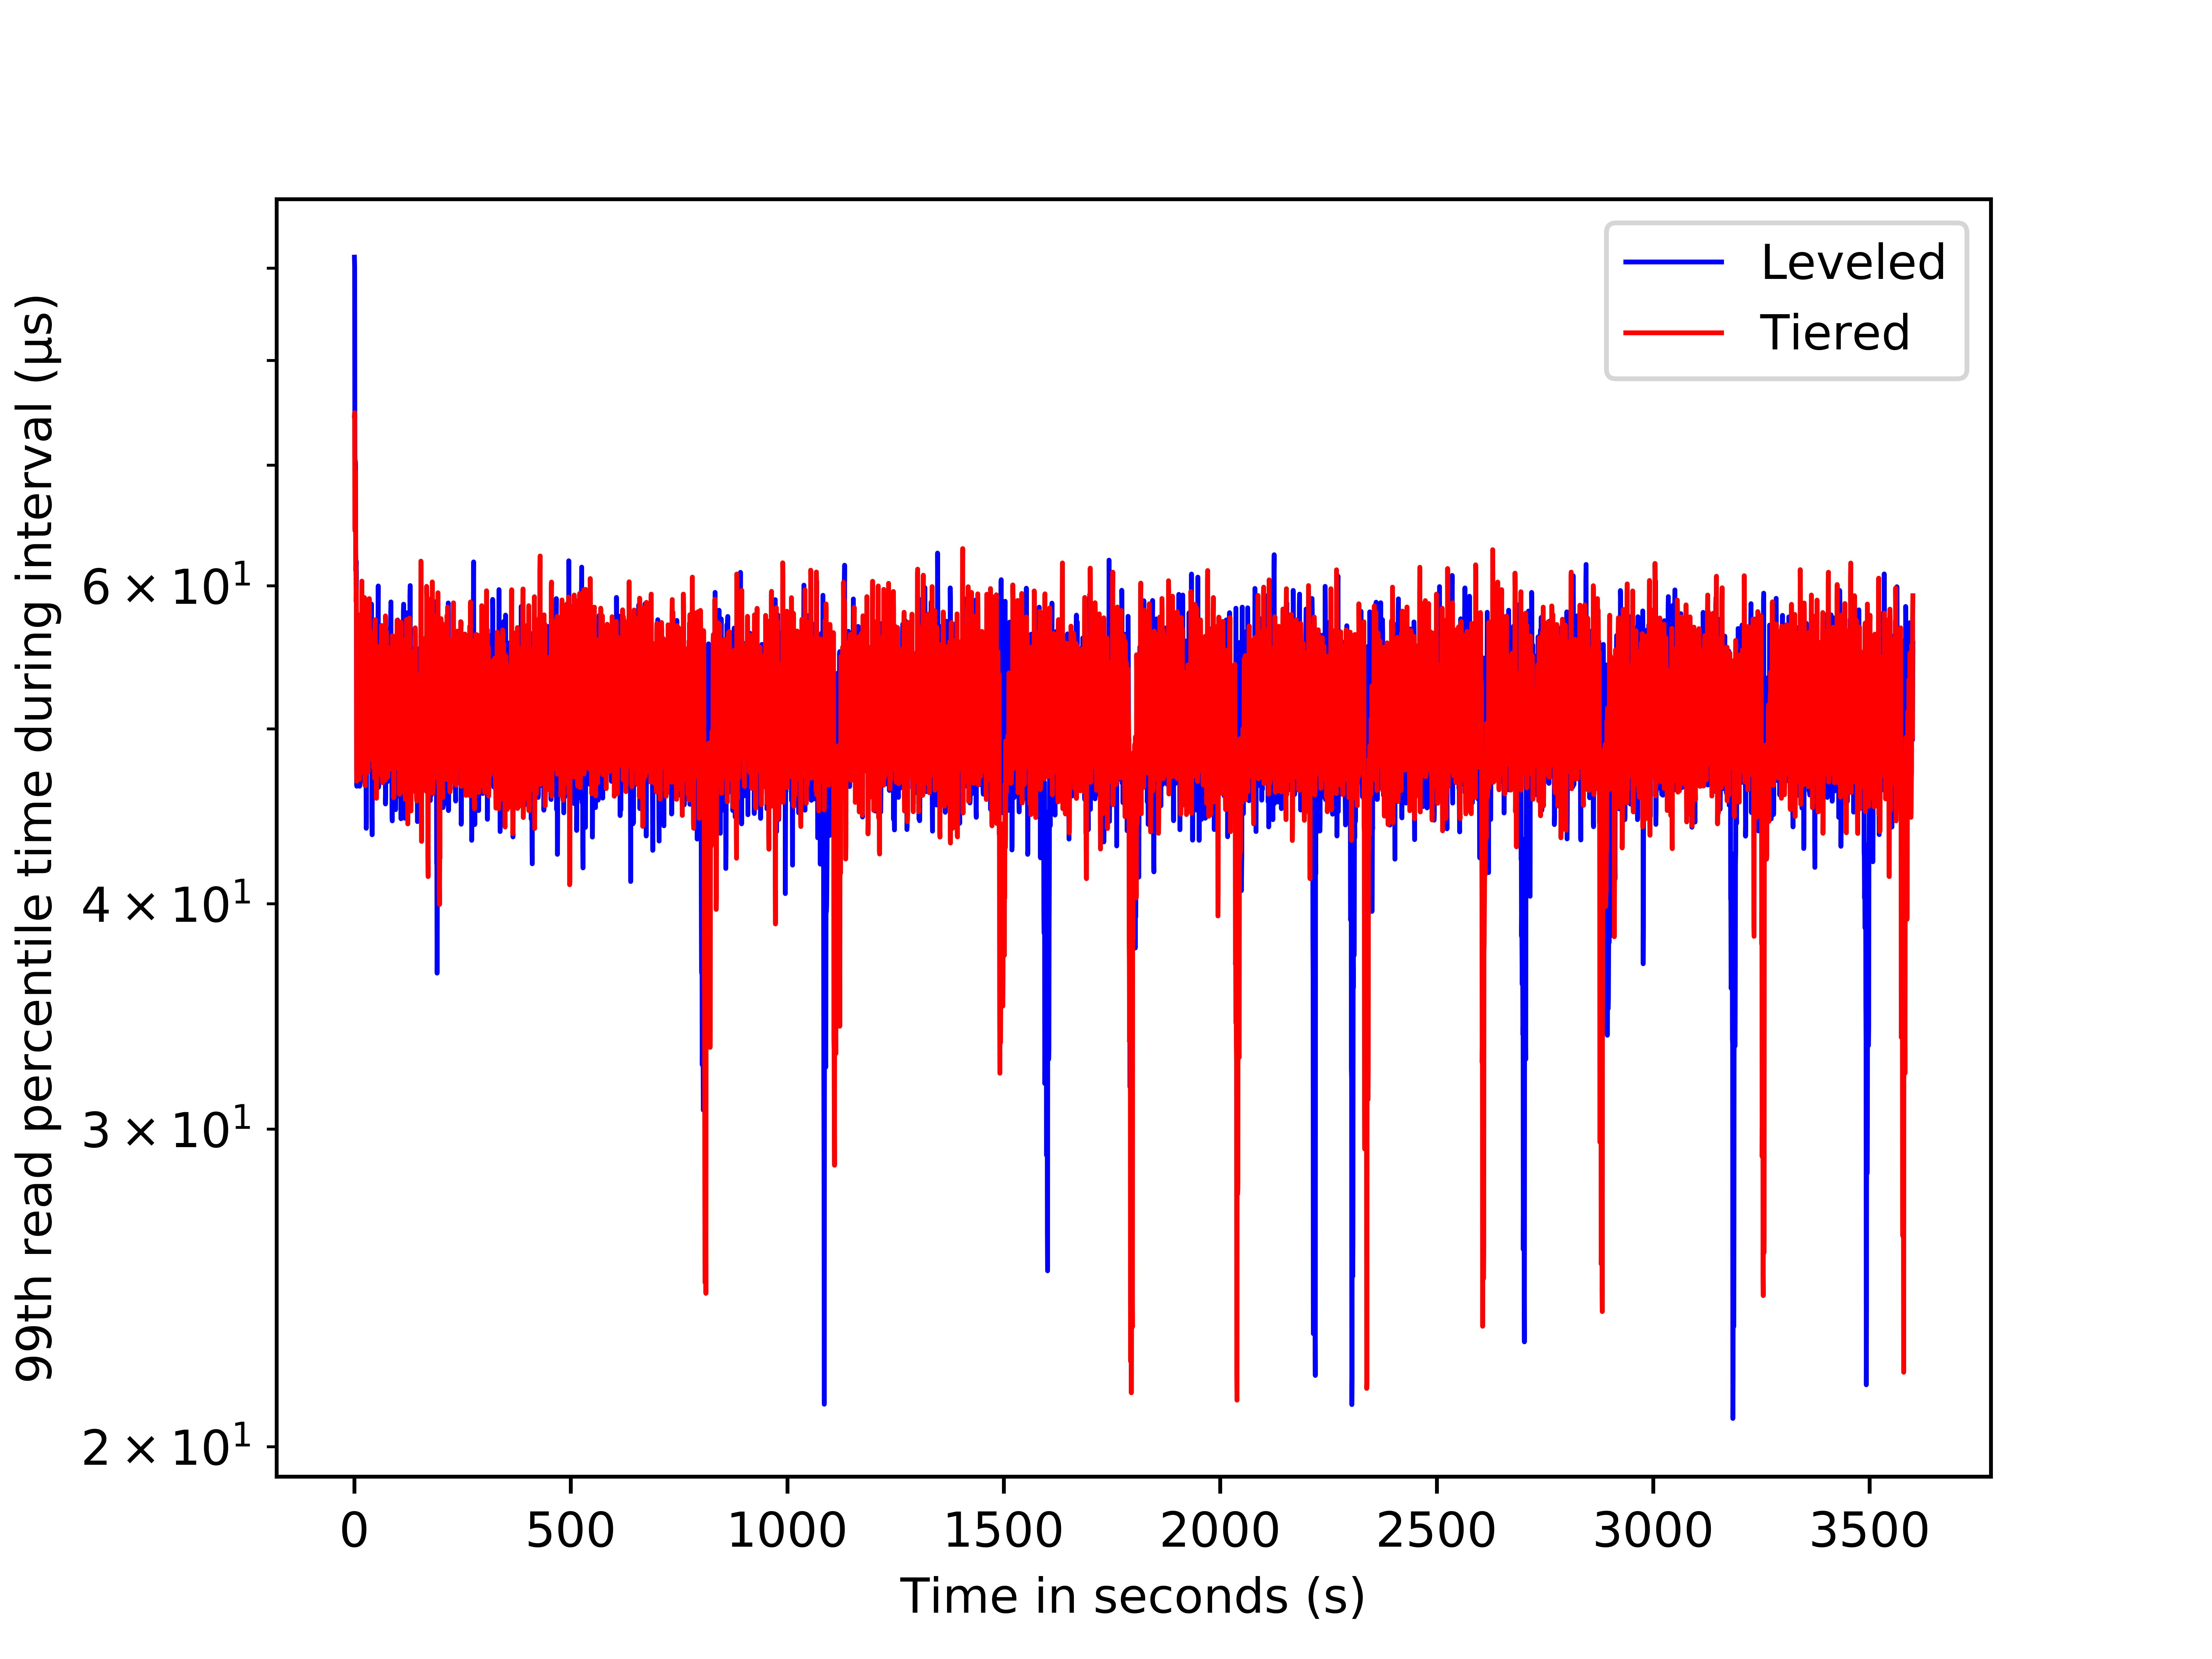 Leveled
Tiered
99th read percentile time during interval (µs)
6 × 10¹
4 × 10¹
3 × 10¹
2 × 10¹
0 500 1000 1500 2000 2500 3000 3500
Time in seconds (s)